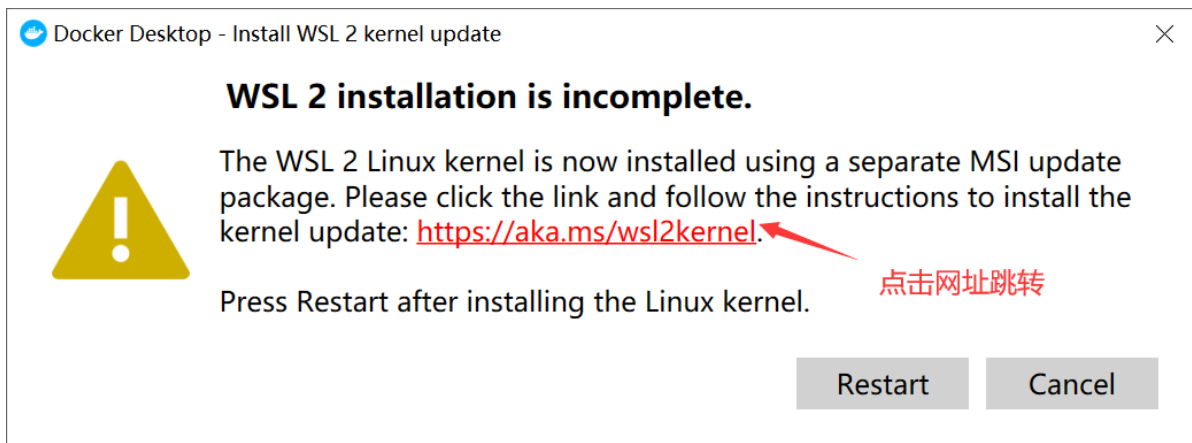 Docker Desktop - Install WSL 2 kernel update
WSL 2 installation is incomplete.
The WSL 2 Linux kernel is now installed using a separate MSI update
package. Please click the link and follow the instructions to install the
kernel update: https://aka.ms/wsl2kernel.
点击网址跳转
Press Restart after installing the Linux kernel.
Restart
Cancel